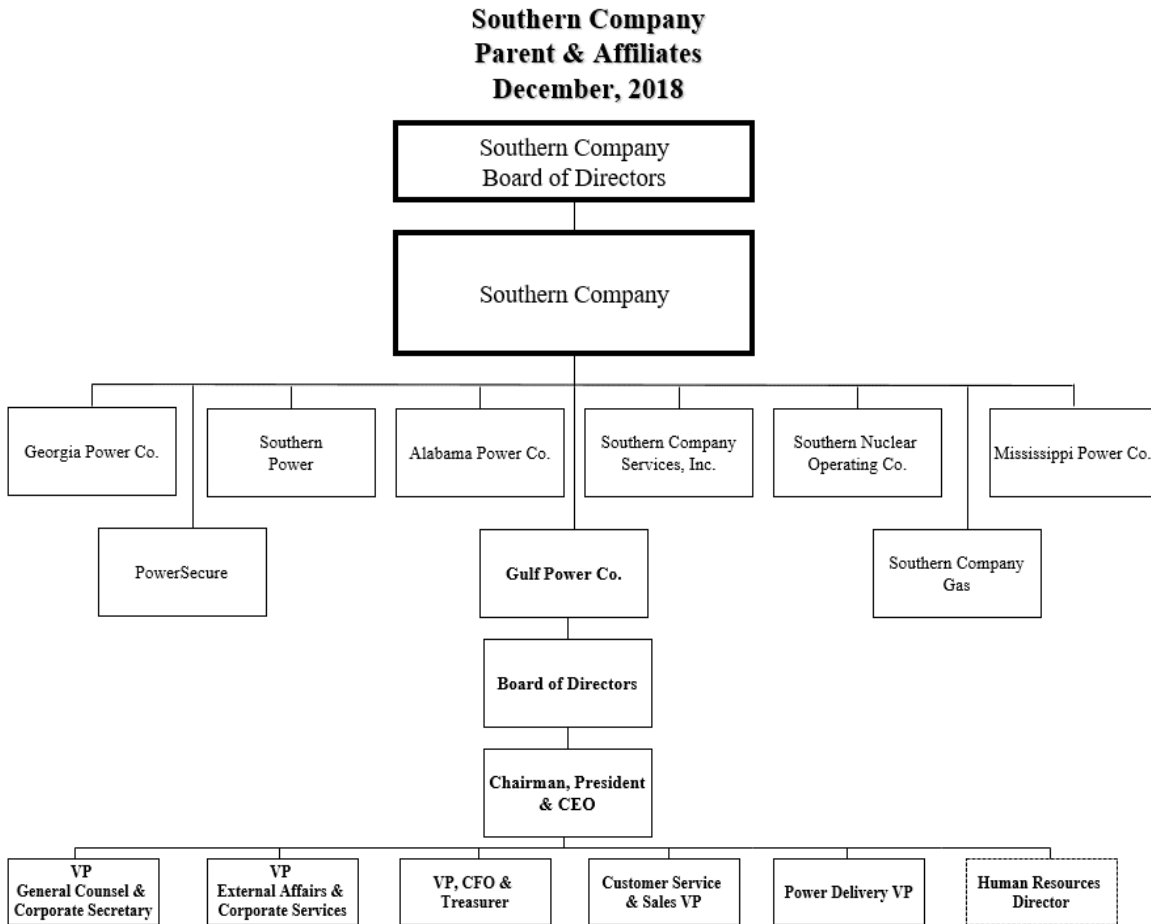 Southern Company
Parent & Affiliates
December, 2018
Southern Company
Board of Directors
Southern Company
Georgia Power Co.
Southern
Power
Alabama Power Co.
Southern Company
Services, Inc.
Southern Nuclear
Operating Co.
Mississippi Power Co.
PowerSecure
Gulf Power Co.
Southern Company
Gas
Board of Directors
Chairman, President
& CEO
VP
General Counsel &
Corporate Secretary
VP
External Affairs &
Corporate Services
VP, CFO &
Treasurer
Customer Service
& Sales VP
Power Delivery VP
Human Resources
Director